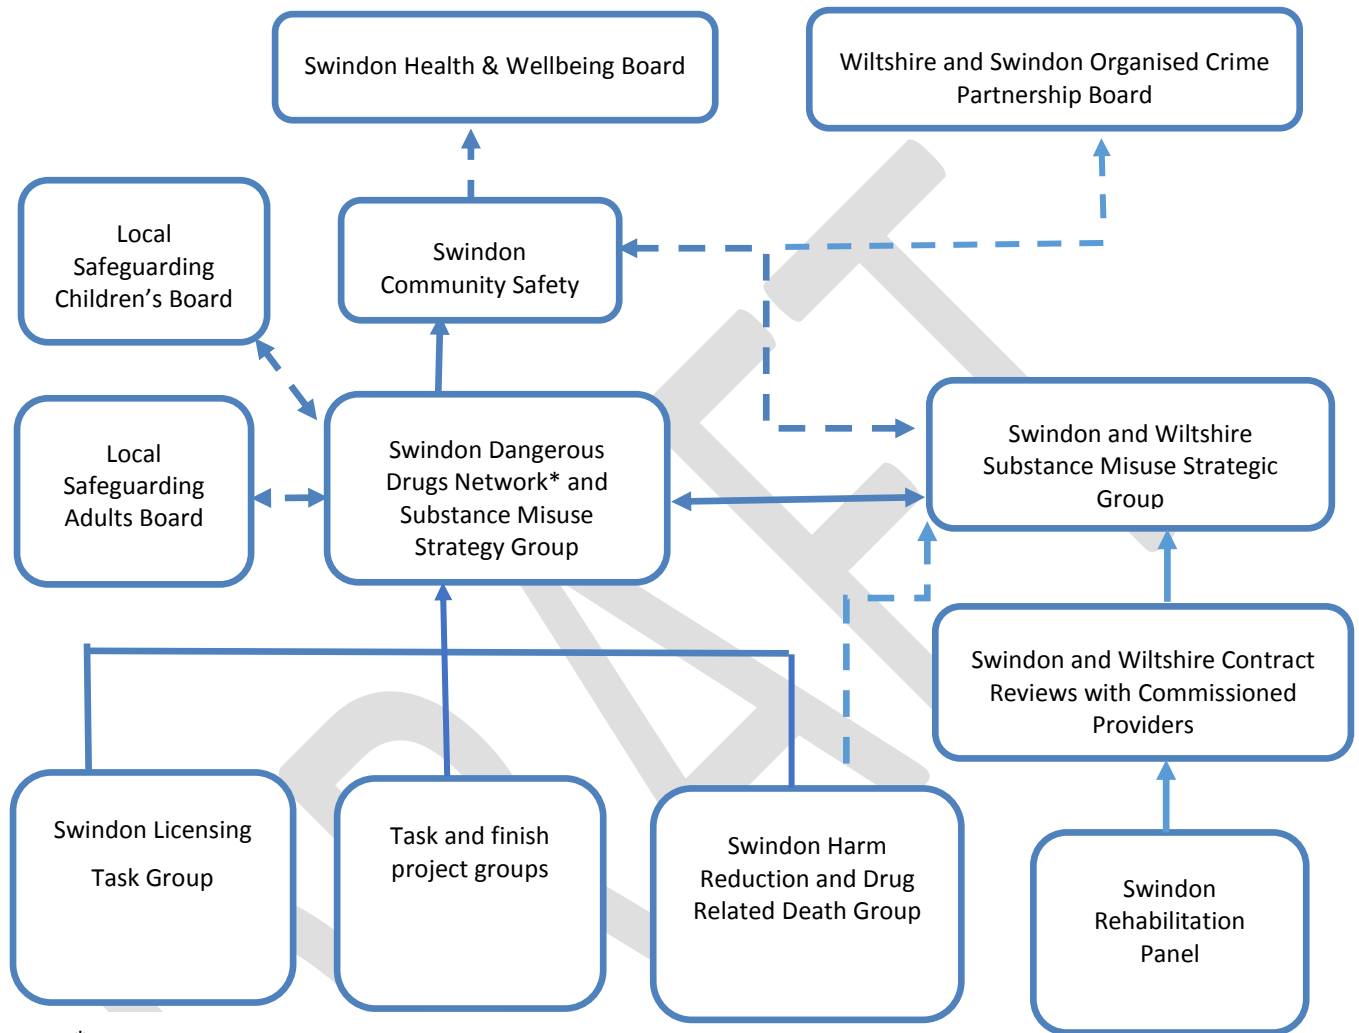 Swindon Health & Wellbeing Board
Wiltshire and Swindon Organised Crime
Partnership Board
Local
Safeguarding
Children’s Board
Swindon
Community Safety
Local
Safeguarding
Adults Board
Swindon Dangerous
Drugs Network* and
Substance Misuse
Strategy Group
Swindon and Wiltshire
Substance Misuse Strategic
Group
Swindon and Wiltshire Contract
Reviews with Commissioned
Providers
Swindon Licensing
Task Group
Task and finish
project groups
Swindon Harm
Reduction and Drug
Related Death Group
Swindon
Rehabilitation
Panel
*
DRAFT